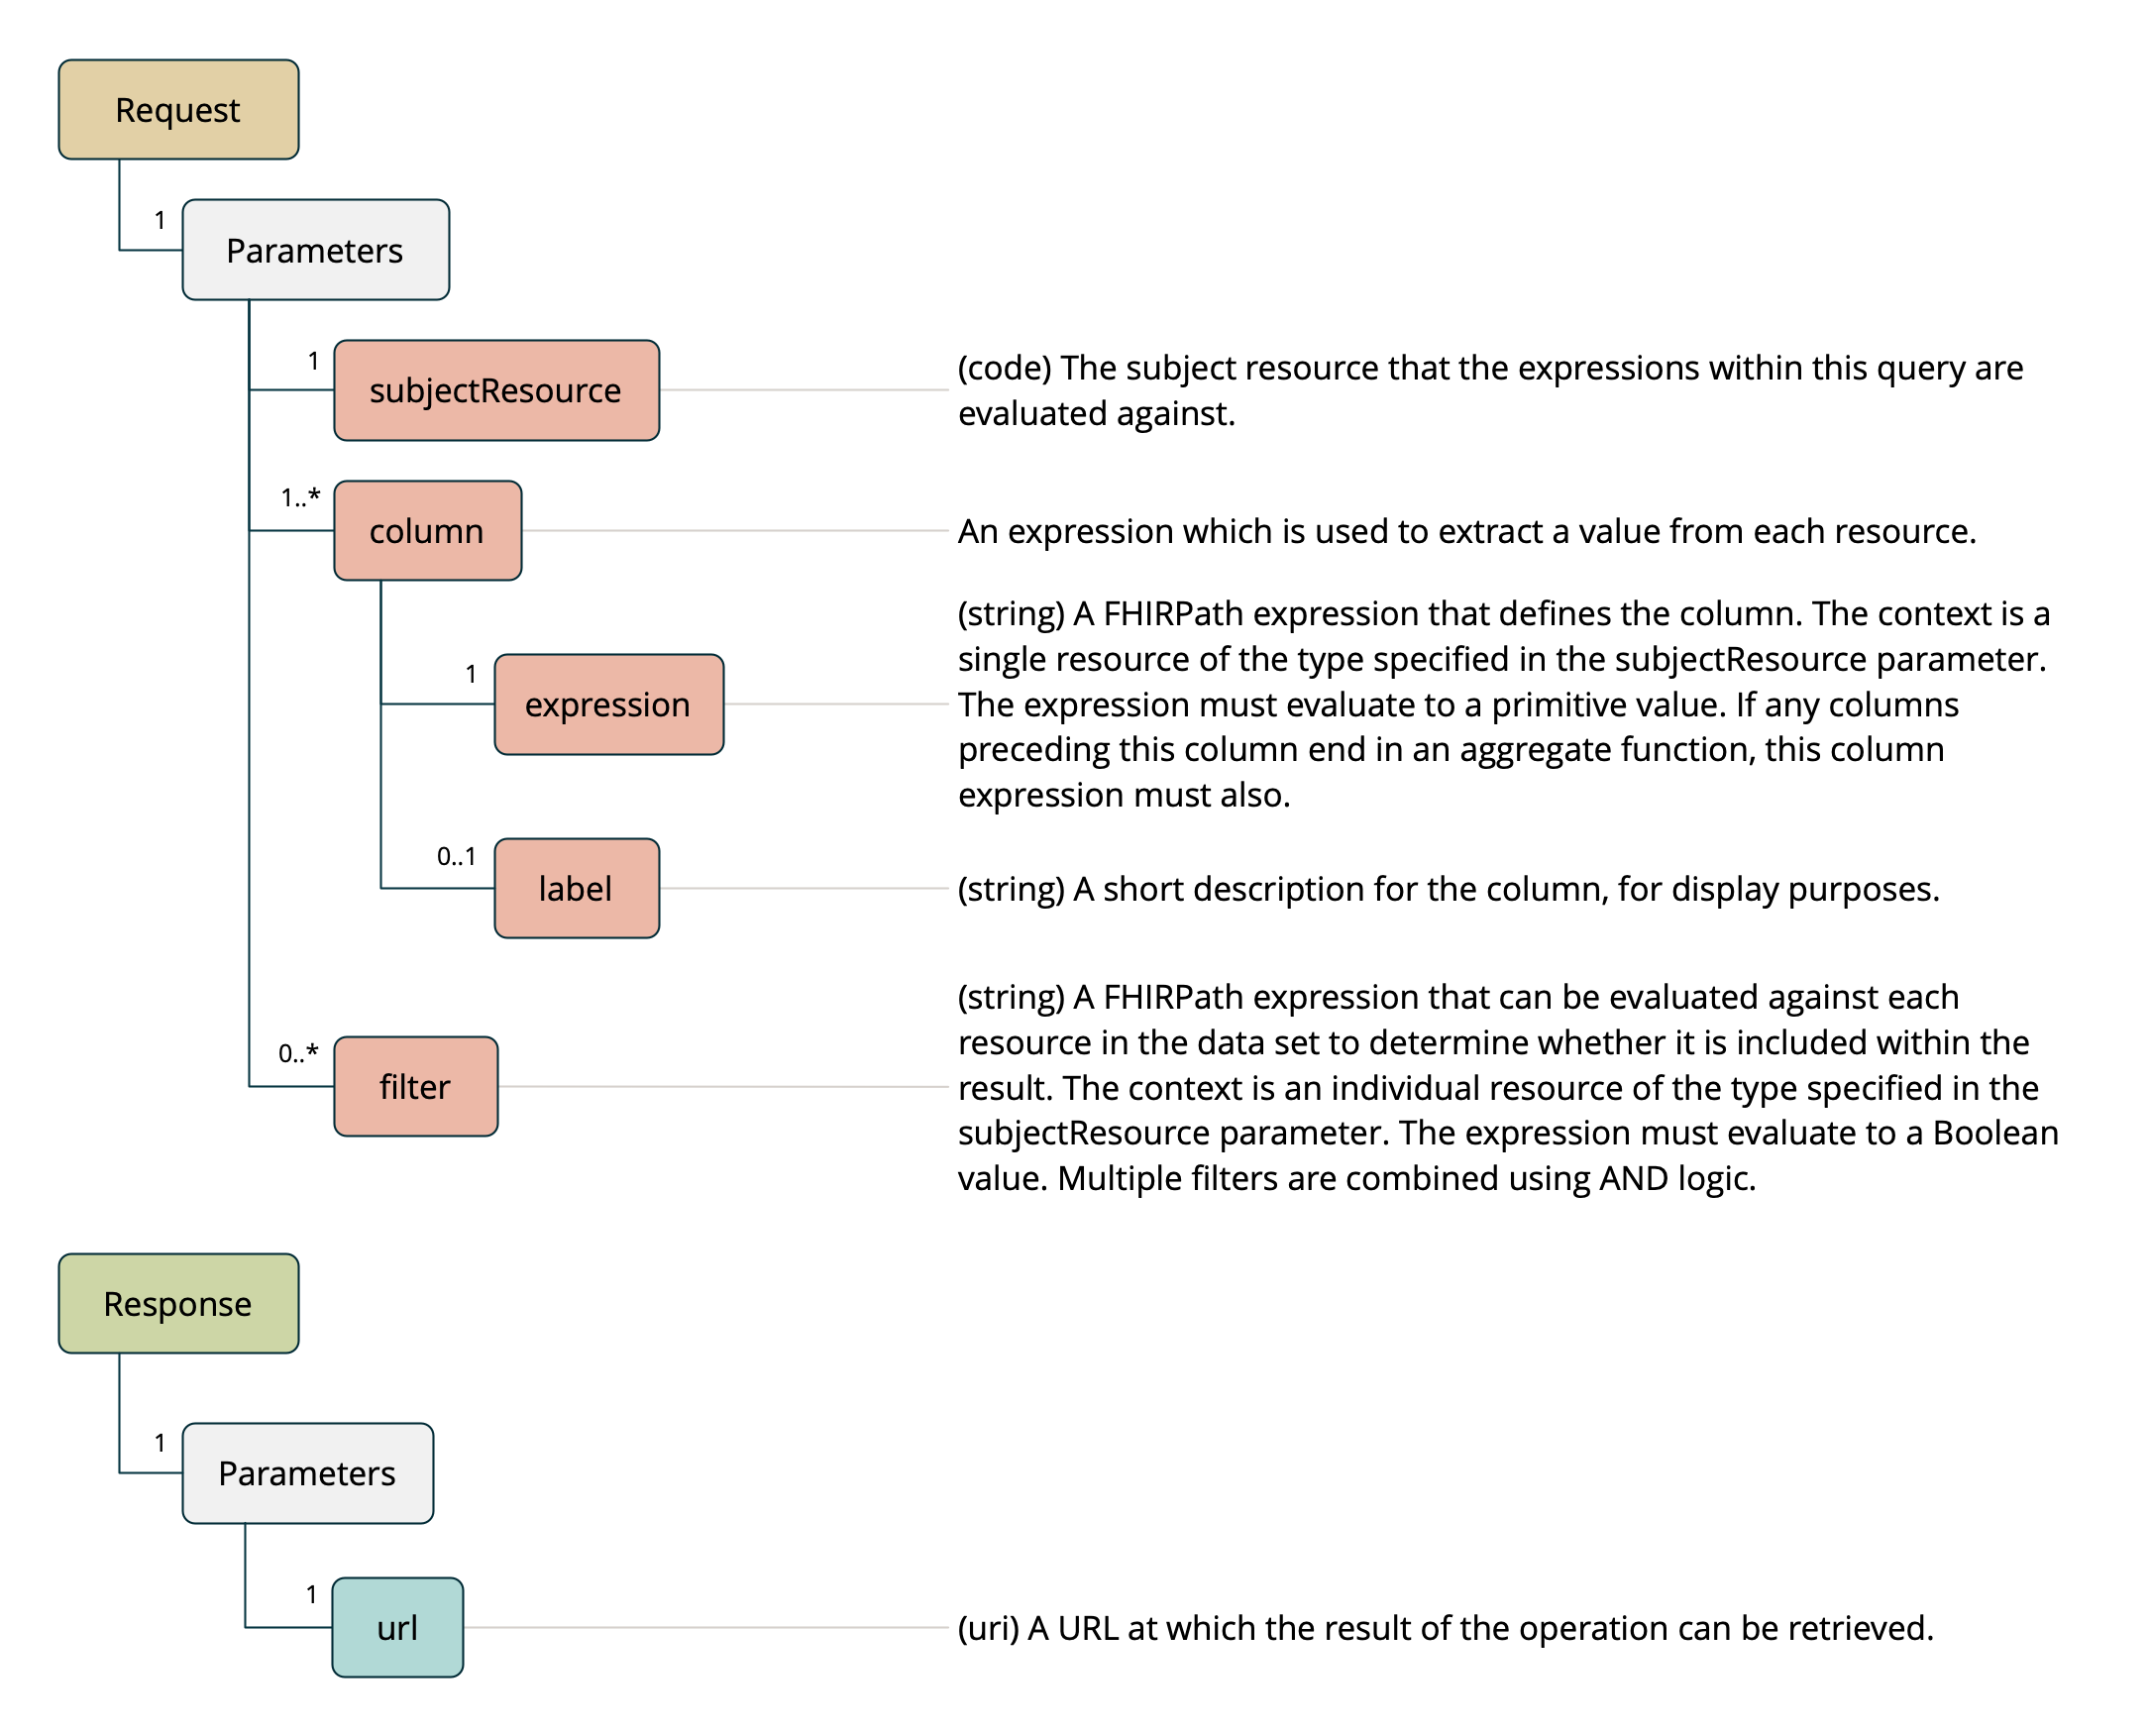 Request
1
Parameters
1
subjectResource
(code) The subject resource that the expressions within this query are
evaluated against.
1..*
column
An expression which is used to extract a value from each resource.
1
expression
(string) A FHIRPath expression that defines the column. The context is a
single resource of the type specified in the subjectResource parameter.
The expression must evaluate to a primitive value. If any columns
preceding this column end in an aggregate function, this column
expression must also.
0..1
label
(string) A short description for the column, for display purposes.
0..*
filter
(string) A FHIRPath expression that can be evaluated against each
resource in the data set to determine whether it is included within the
result. The context is an individual resource of the type specified in the
subjectResource parameter. The expression must evaluate to a Boolean
value. Multiple filters are combined using AND logic.
Response
1
Parameters
1
url
(uri) A URL at which the result of the operation can be retrieved.